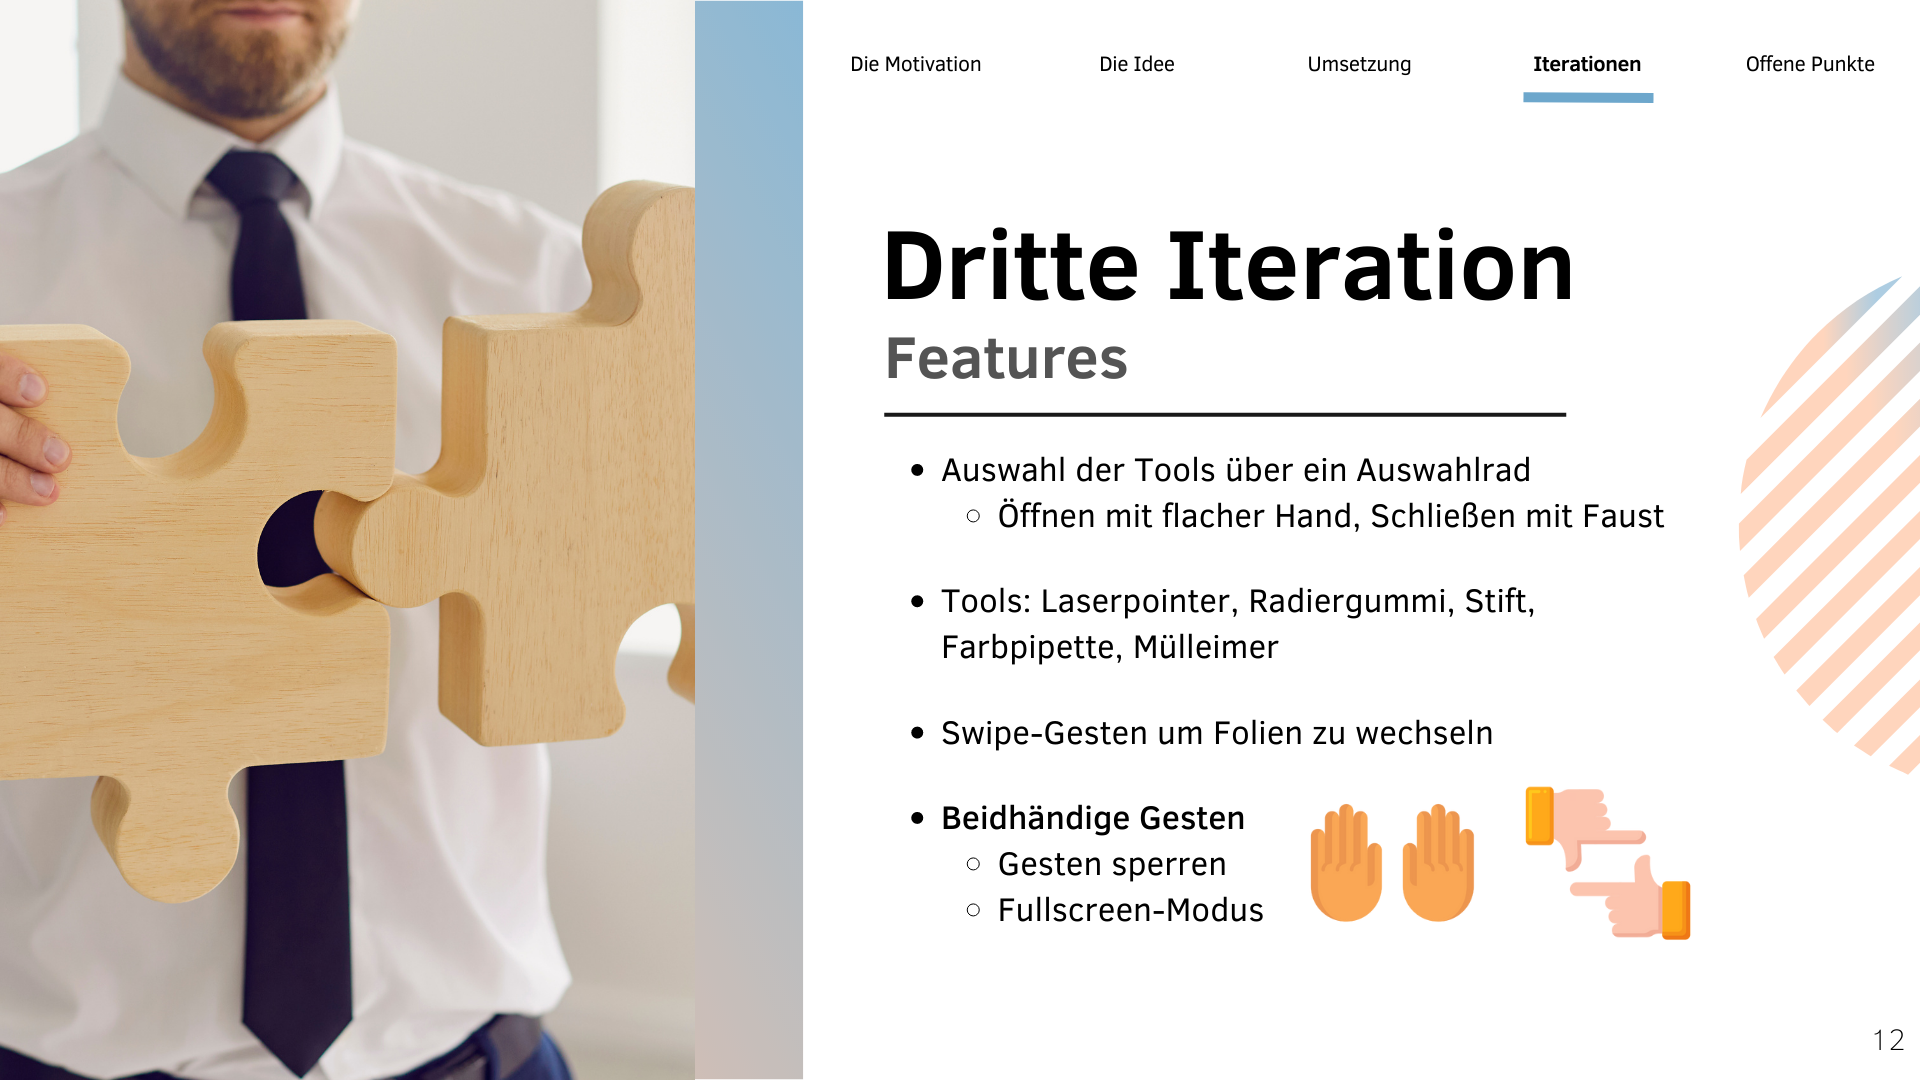 Die Motivation Die Idee Umsetzung Iterationen Offene Punkte
Dritte Iteration
Features
• Auswahl der Tools über ein Auswahlrad
○ Öffnen mit flacher Hand, Schließen mit Faust
• Tools: Laserpointer, Radiergummi, Stift,
Farbpipette, Mülleimer
• Swipe-Gesten um Folien zu wechseln
• Beidhändige Gesten
○ Gesten sperren
○ Fullscreen-Modus
12